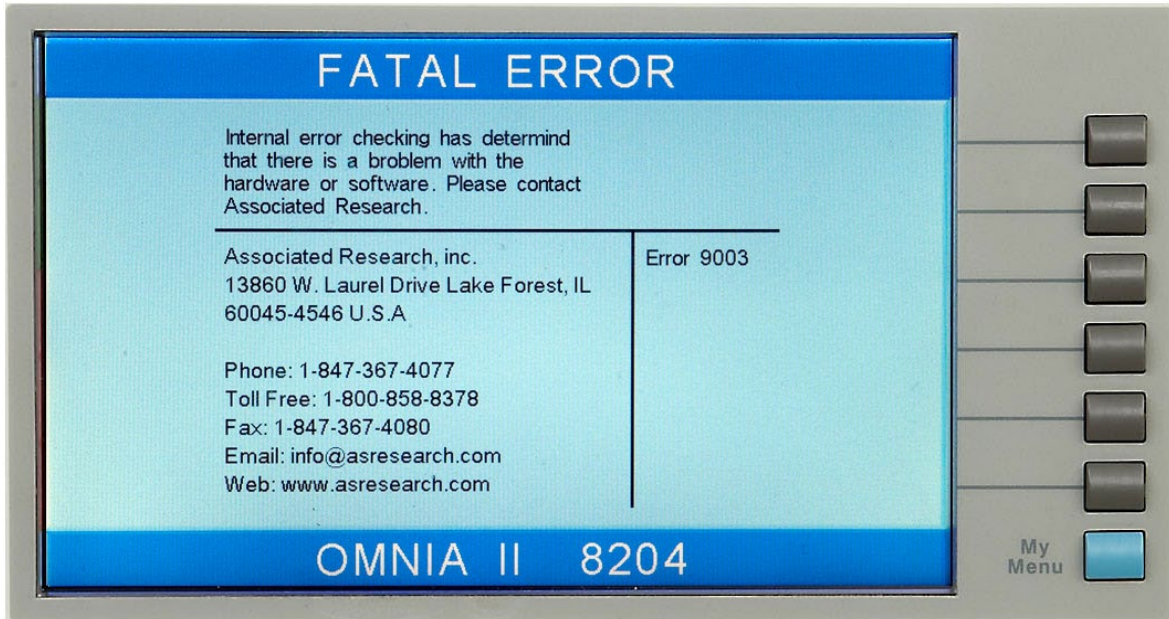 FATAL ERROR
Internal error checking has determind
that there is a broblem with the
hardware or software. Please contact
Associated Research.
Associated Research, inc.
13860 W. Laurel Drive Lake Forest, IL
60045-4546 U.S.A
Phone: 1-847-367-4077
Toll Free: 1-800-858-8378
Fax: 1-847-367-4080
Email: info@asresearch.com
Web: www.asresearch.com
Error 9003
OMNIA II 8204
My
Menu